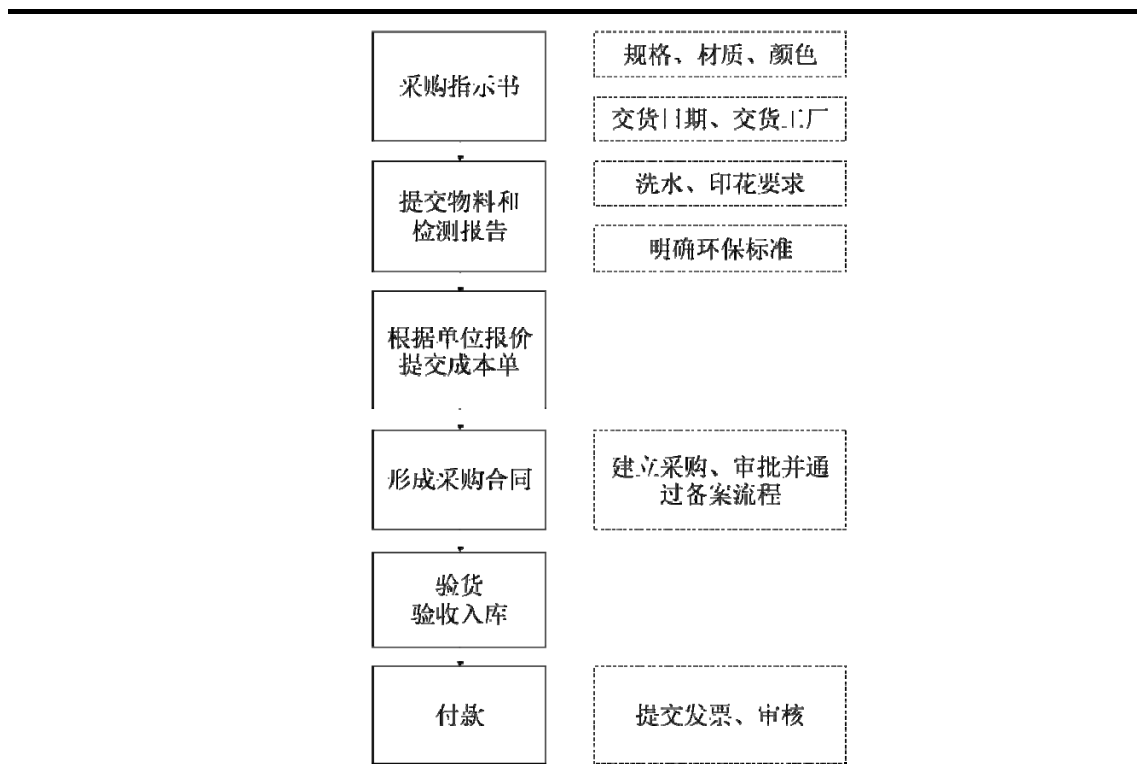 采购指示书
规格、材质、颜色
交货日期、交货工厂
提交物料和
检测报告
洗水、印花要求
明确环保标准
根据单位报价
提交成本单
形成采购合同
建立采购、审批并通
过备案流程
验货
验收入库
付款
提交发票、审核